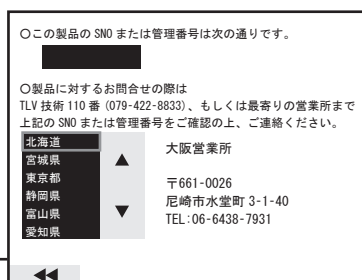 ○この製品の SNO または管理番号は次の通りです。
○製品に対するお問合せの際は
TLV 技術 110 番 (079-422-8833)、もしくは最寄りの営業所まで
上記の SNO または管理番号をご確認の上、ご連絡ください。
北海道
宮城県
東京都
静岡県
富山県
愛知県
大阪営業所
〒661-0026
尼崎市水堂町 3-1-40
TEL:06-6438-7931